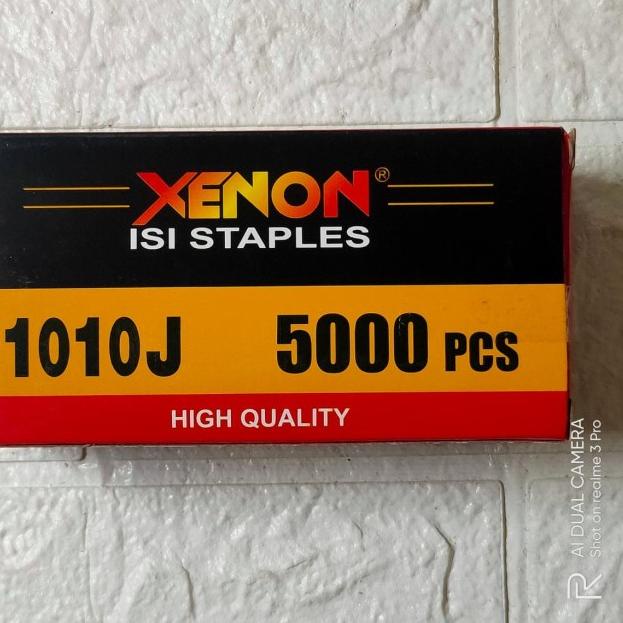 XENON®
ISI STAPLES
1010J 5000 PCS
HIGH QUALITY
AI DUAL CAMERA
Shot on realme 3 Pro